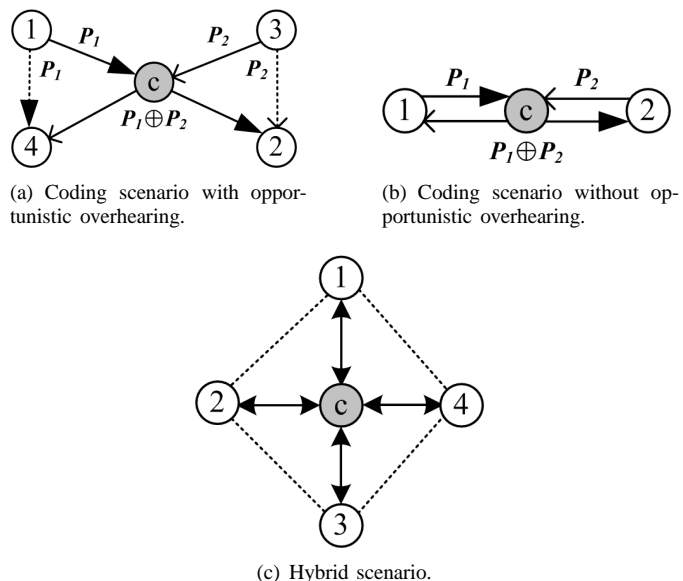 1 P1 P2 3
P1 c P2
4 P1⊕P2 2
(a) Coding scenario with oppor-
tunistic overhearing.
P1 P2
1 c 2
P1⊕P2
(b) Coding scenario without op-
portunistic overhearing.
1
2 c 4
3
(c) Hybrid scenario.